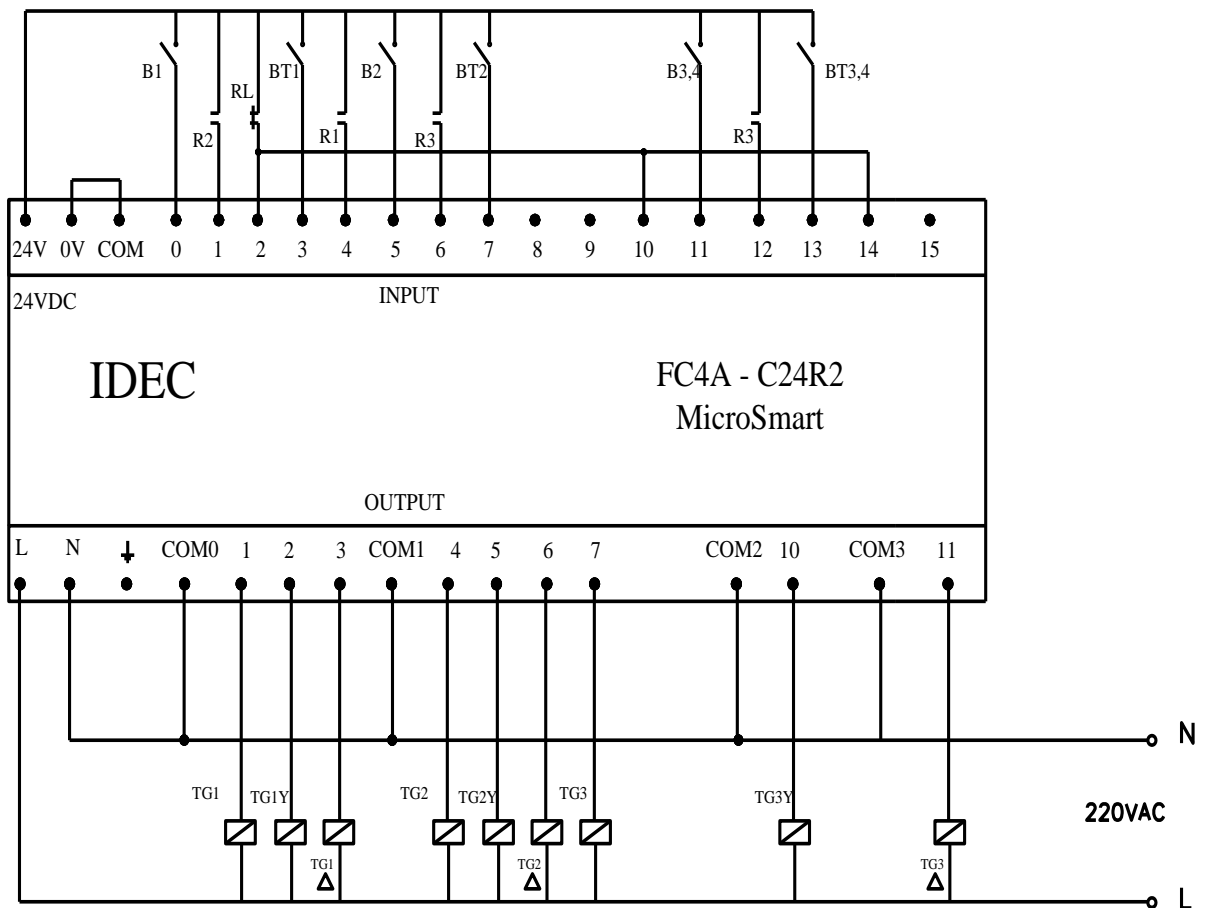 B1 BT1 B2 BT2 B3,4 BT3,4
RL
R2 R1 R3 R3
24V 0V COM 0 1 2 3 4 5 6 7 8 9 10 11 12 13 14 15
24VDC INPUT
IDEC
FC4A - C24R2
MicroSmart
OUTPUT
L N COM0 1 2 3 COM1 4 5 6 7 COM2 10 COM3 11
N
TG1 TG1Y TG2 TG2Y TG3 TG3Y
220VAC
TG1 TG2 TG3
Δ Δ Δ
L